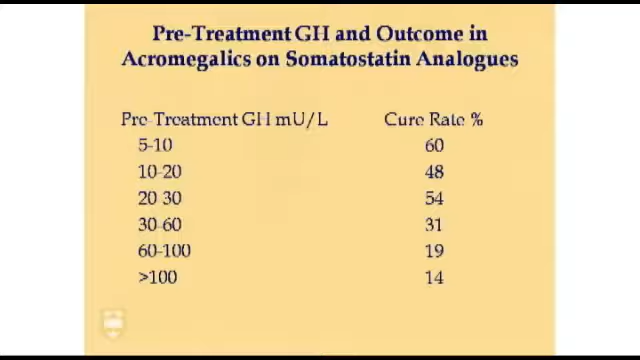 Pre-Treatment GH and Outcome in
Acromegalics on Somatostatin Analogues
Pre-Treatment GH mU/L Cure Rate %
5-10 60
10-20 48
20 30 54
30-60 31
60-100 19
>100 14